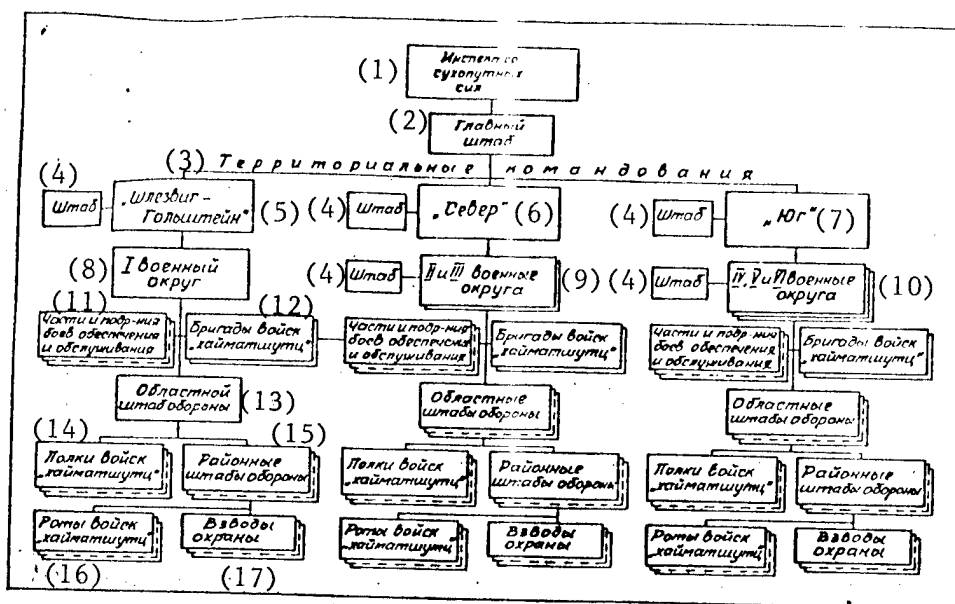 (1) Инспектор
сухопутных
сил
(2) Главный
штаб
(3) Территориальные командования
(4) Штаб
„Шлезвиг-
Гольштейн“ (5)
(4) Штаб
„Север“ (6)
(4) Штаб
„Юг“ (7)
(8) I военный
округ
(4) Штаб
II и III военные
округа (9)
(4) Штаб
IV, V и VI военные
округа (10)
(11) Части и подр-ния
боев обеспечения
и обслуживания
(12) Бригады войск
„хайматшутц“
Части и подр-ния
боев обеспечения
и обслуживания
Бригады войск
„хайматшутц“
Части и подр-ния
боев обеспечения
и обслуживания
Бригады войск
„хайматшутц“
Областной
штаб обороны (13)
Областные
штабы обороны
Областные
штабы обороны
(14) Полки войск
„хайматшутц“
(15) Районные
штабы обороны
Полки войск
„хайматшутц“
Районные
штабы обороны
Полки войск
„хайматшутц“
Районные
штабы обороны
Роты войск
„хайматшутц“
(16)
Взводы
охраны
(17)
Роты войск
„хайматшутц“
Взводы
охраны
Роты войск
„хайматшутц“
Взводы
охраны